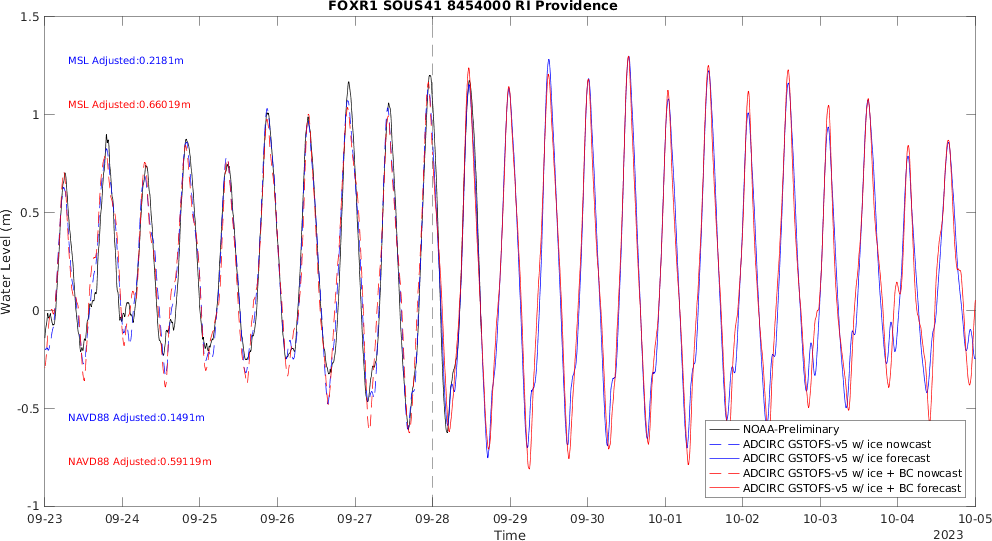 FOXR1 SOUS41 8454000 RI Providence
1.5
1
0.5
0
-0.5
-1
Water Level (m)
MSL Adjusted:0.2181m
MSL Adjusted:0.66019m
NAVD88 Adjusted:0.1491m
NAVD88 Adjusted:0.59119m
NOAA-Preliminary
ADCIRC GSTOFS-v5 w/ ice nowcast
ADCIRC GSTOFS-v5 w/ ice forecast
ADCIRC GSTOFS-v5 w/ ice + BC nowcast
ADCIRC GSTOFS-v5 w/ ice + BC forecast
09-23 09-24 09-25 09-26 09-27 09-28 09-29 09-30 10-01 10-02 10-03 10-04 10-05
Time
2023